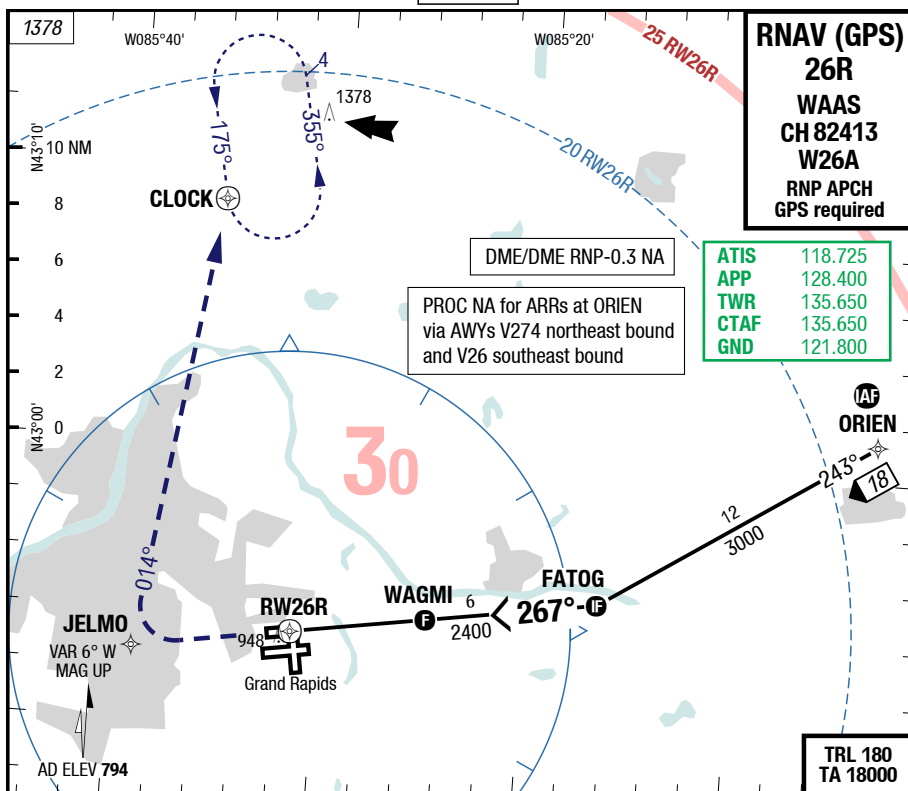 1378
W085°40'
W085°20'
25 RW26R
RNAV (GPS)
26R
WAAS
CH 82413
W26A
RNP APCH
GPS required
4
1378
175°
355°
N43°10'
10 NM
20 RW26R
CLOCK
8
6
4
2
N43°00'
0
DME/DME RNP-0.3 NA
PROC NA for ARRs at ORIEN
via AWYs V274 northeast bound
and V26 southeast bound
ATIS 118.725
APP 128.400
TWR 135.650
CTAF 135.650
GND 121.800
IAF
ORIEN
30
243°
18
12
3000
014°
FATOG
WAGMI
6
267°
IF
F
2400
RW26R
JELMO
948
VAR 6° W
MAG UP
Grand Rapids
AD ELEV 794
TRL 180
TA 18000